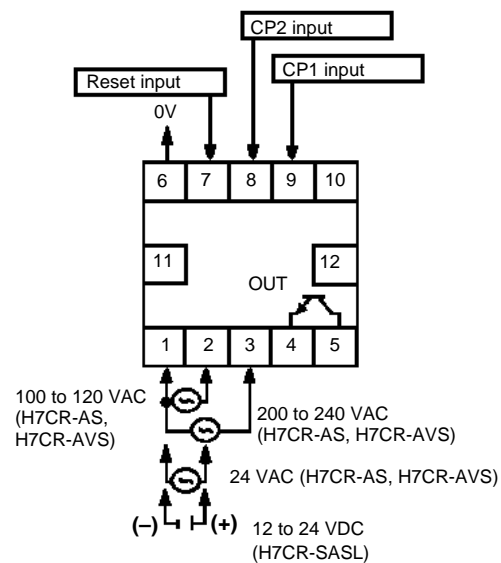 CP2 input
CP1 input
Reset input
0V
6 7 8 9 10
11 12
OUT
1 2 3 4 5
100 to 120 VAC
(H7CR-AS,
H7CR-AVS)
200 to 240 VAC
(H7CR-AS, H7CR-AVS)
24 VAC (H7CR-AS, H7CR-AVS)
(–) (+)
12 to 24 VDC
(H7CR-SASL)